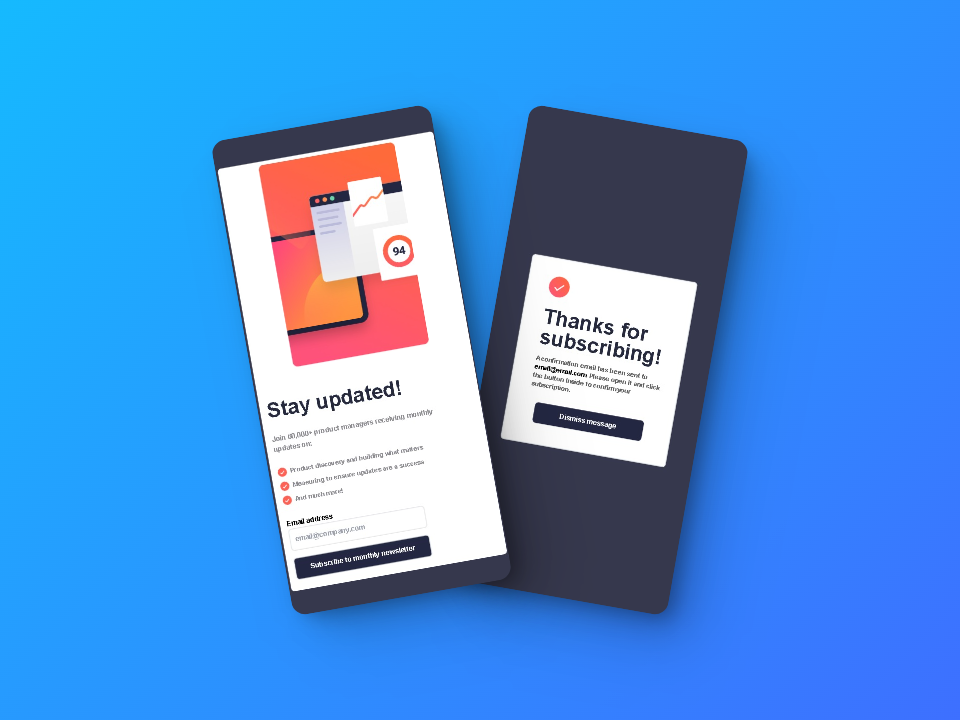 94
Stay updated!
Join 60,000+ product managers receiving monthly
updates on:
Product discovery and building what matters
Measuring to ensure updates are a success
And much more!
Email address
email@company.com
Subscribe to monthly newsletter
Thanks for
subscribing!
A confirmation email has been sent to
email@email.com. Please open it and click
the button inside to confirm your
subscription.
Dismiss message